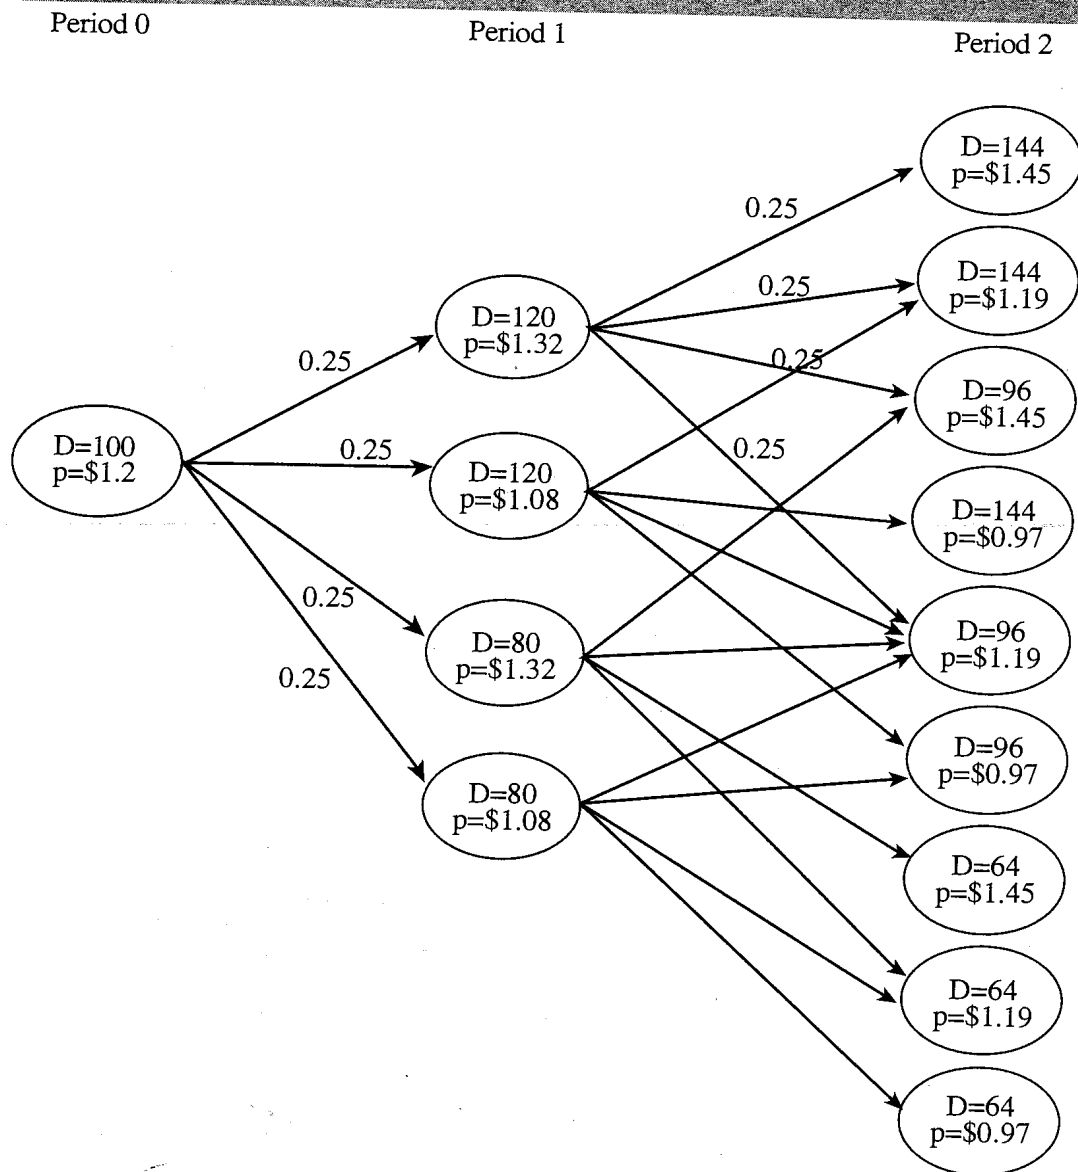 Period 0
Period 1
Period 2
D=144
p=$1.45
0.25
D=144
p=$1.19
0.25
D=120
p=$1.32
0.25
0.25
D=96
p=$1.45
D=100
p=$1.2
0.25
D=120
p=$1.08
0.25
D=144
p=$0.97
0.25
D=80
p=$1.32
D=96
p=$1.19
0.25
D=96
p=$0.97
D=80
p=$1.08
D=64
p=$1.45
D=64
p=$1.19
D=64
p=$0.97